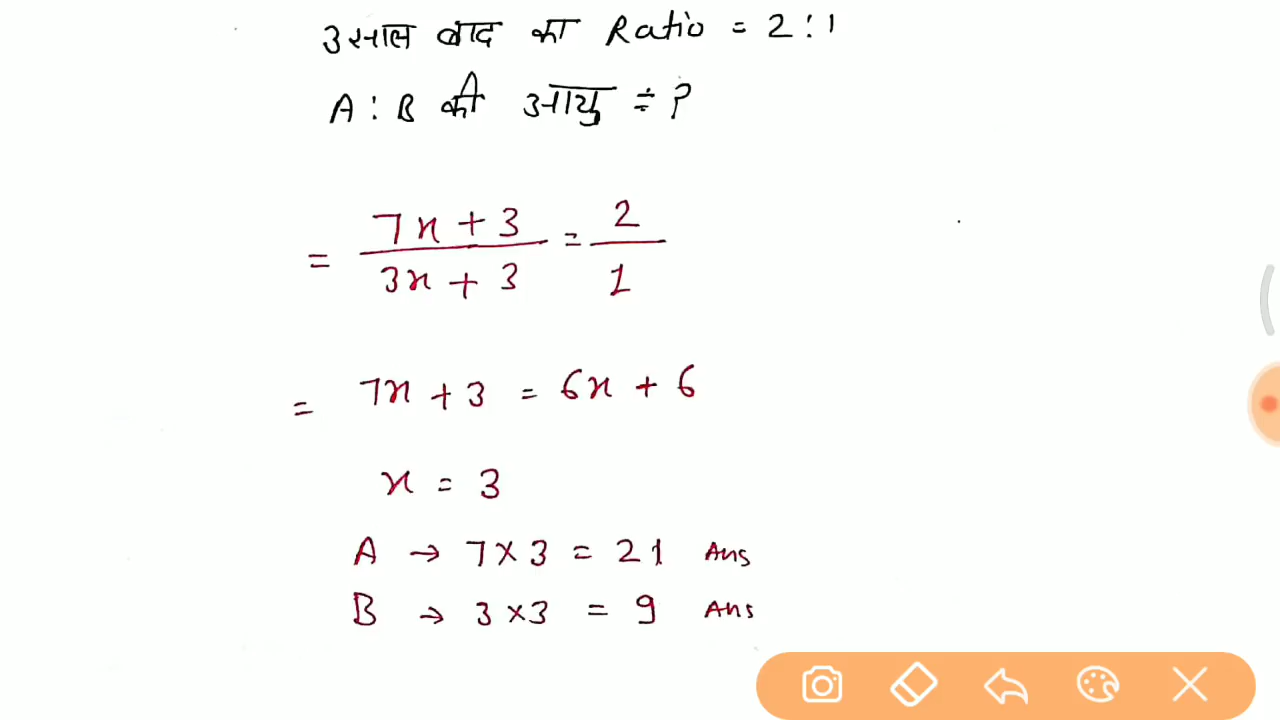 3 साल बाद का Ratio = 2:1
A : B की आयु = ?
= 7x + 3 / 3x + 3 = 2 / 1
= 7x + 3 = 6x + 6
x = 3
A → 7 × 3 = 21 Ans
B → 3 × 3 = 9 Ans